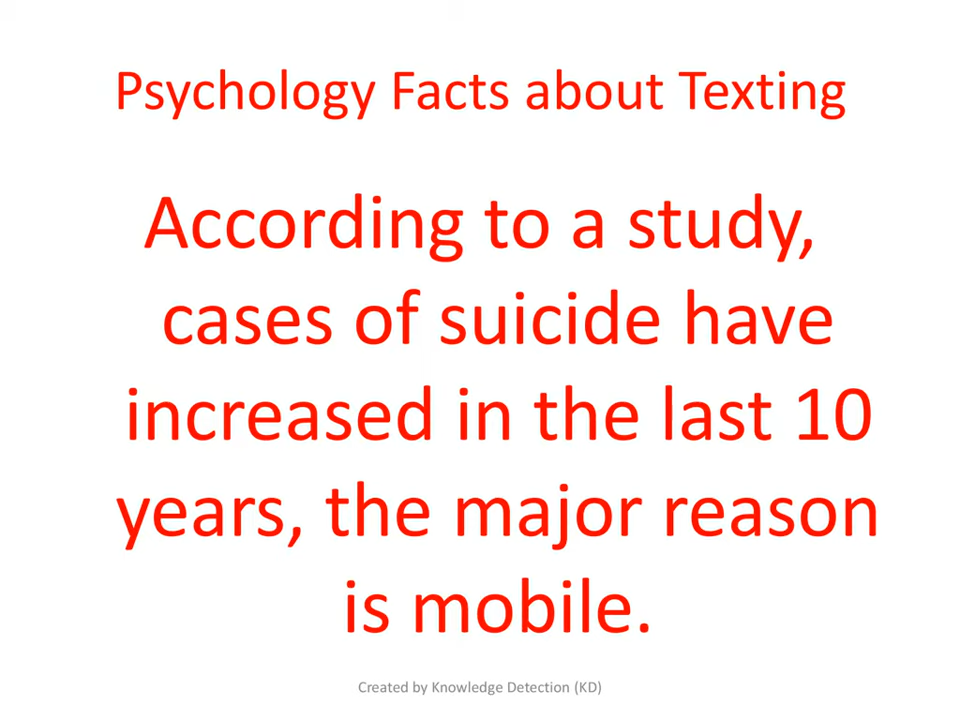 Psychology Facts about Texting
According to a study,
cases of suicide have
increased in the last 10
years, the major reason
is mobile.
Created by Knowledge Detection (KD)